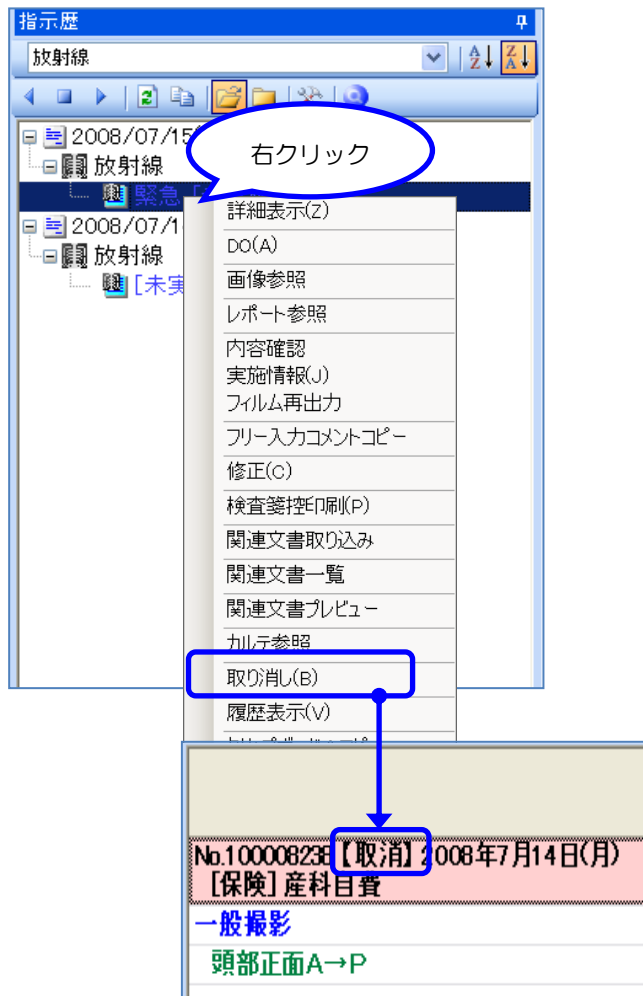 指示歴
放射線
2008/07/15
放射線
右クリック
緊急
2008/07/1
放射線
[未実
詳細表示(Z)
DO(A)
画像参照
レポート参照
内容確認
実施情報(J)
フィルム再出力
フリー入力コメントコピー
修正(C)
検査箋控印刷(P)
関連文書取り込み
関連文書一覧
関連文書プレビュー
カルテ参照
取り消し(B)
履歴表示(V)
No.100008238【取消】2008年7月14日(月)
[保険]産科自費
一般撮影
頭部正面A→P